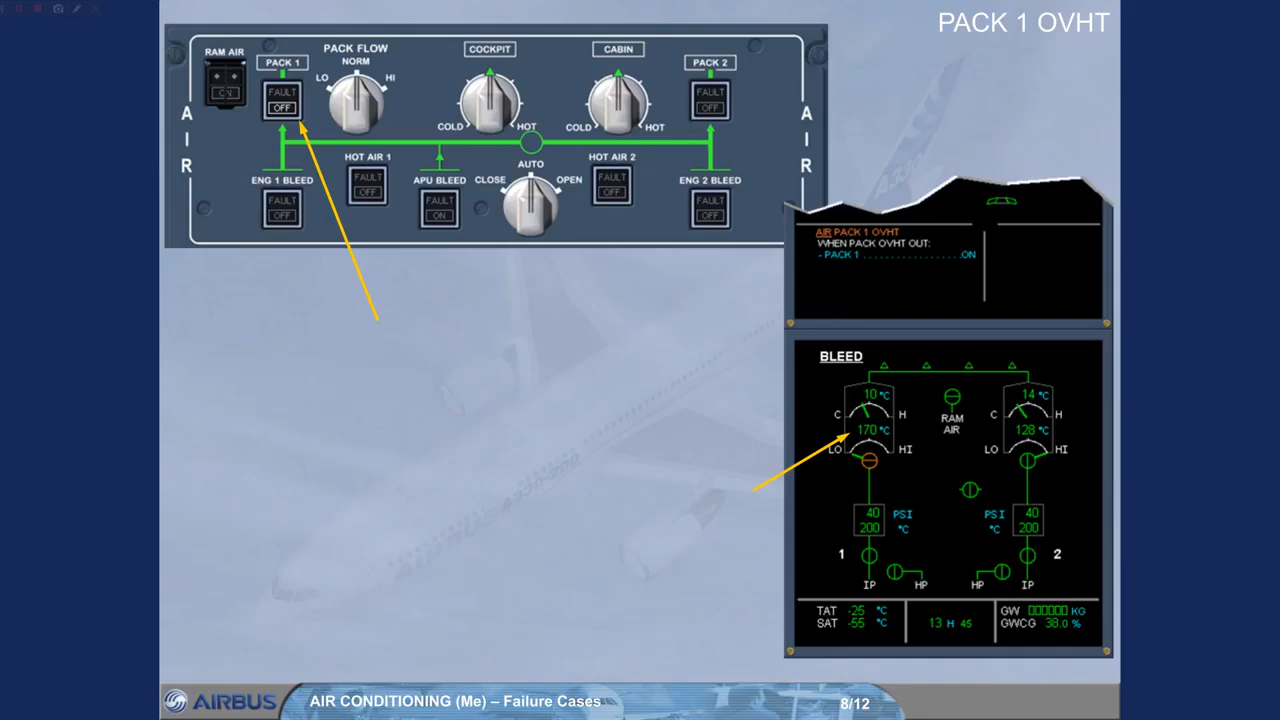 PACK 1 OVHT
RAM AIR
ON
PACK 1
FAULT
OFF
PACK FLOW
NORM
LO
HI
COCKPIT
COLD
HOT
CABIN
COLD
HOT
PACK 2
FAULT
OFF
A
I
R
A
I
R
ENG 1 BLEED
FAULT
OFF
HOT AIR 1
FAULT
OFF
APU BLEED
FAULT
ON
AUTO
CLOSE
OPEN
HOT AIR 2
FAULT
OFF
ENG 2 BLEED
FAULT
OFF
AIR PACK 1 OVHT
WHEN PACK OVHT OUT:
- PACK 1 . . . . . . . . . . . . . . . . . . ON
BLEED
10 °C
14 °C
C H
C H
RAM
AIR
170 °C
128 °C
LO HI
LO HI
40 PSI
200 °C
PSI 40
°C 200
1
2
IP HP
HP IP
TAT -25 °C
SAT -55 °C
13 H 45
GW KG
GWCG 38.0 %
A330-200
AIRBUS
AIR CONDITIONING (Me) – Failure Cases
8/12